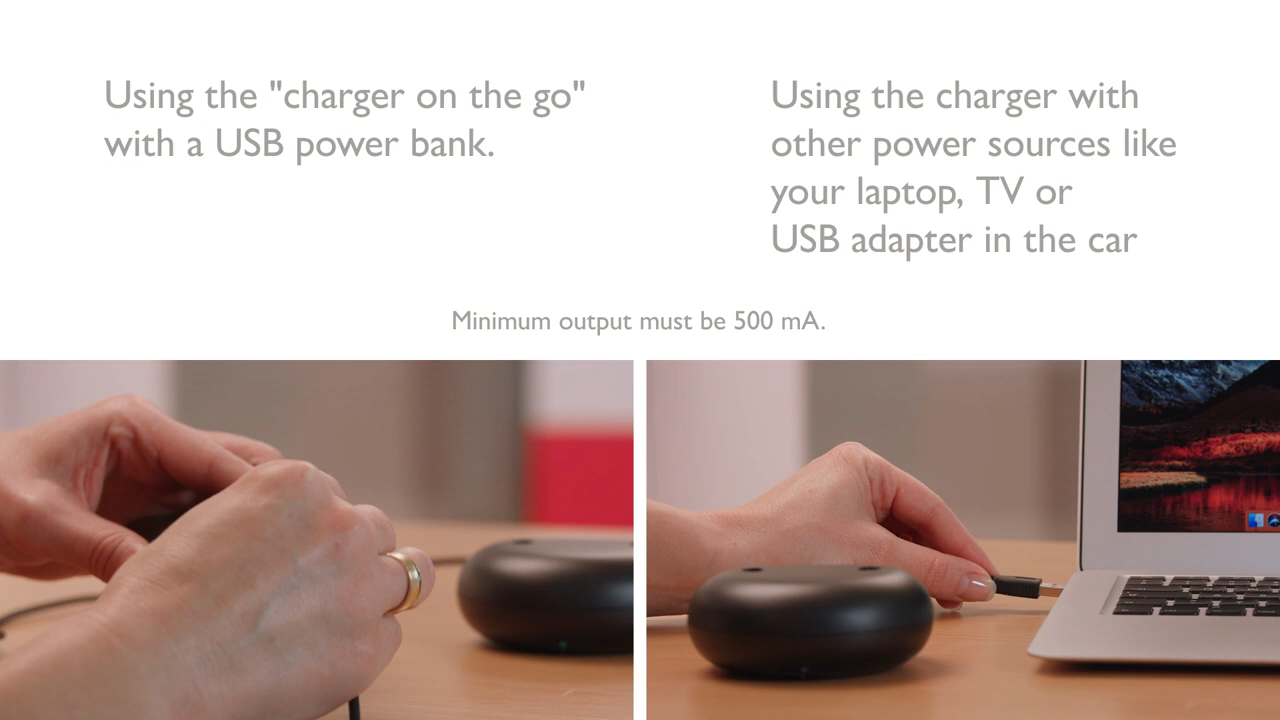 Using the "charger on the go"
with a USB power bank.
Using the charger with
other power sources like
your laptop, TV or
USB adapter in the car
Minimum output must be 500 mA.